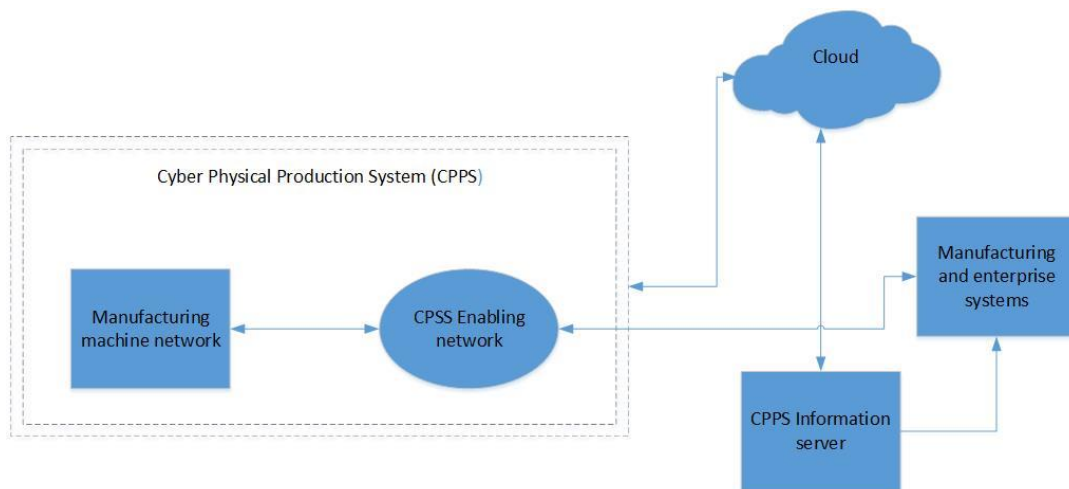 Cloud
Cyber Physical Production System (CPPS)
Manufacturing
machine network
CPSS Enabling
network
Manufacturing
and enterprise
systems
CPPS Information
server